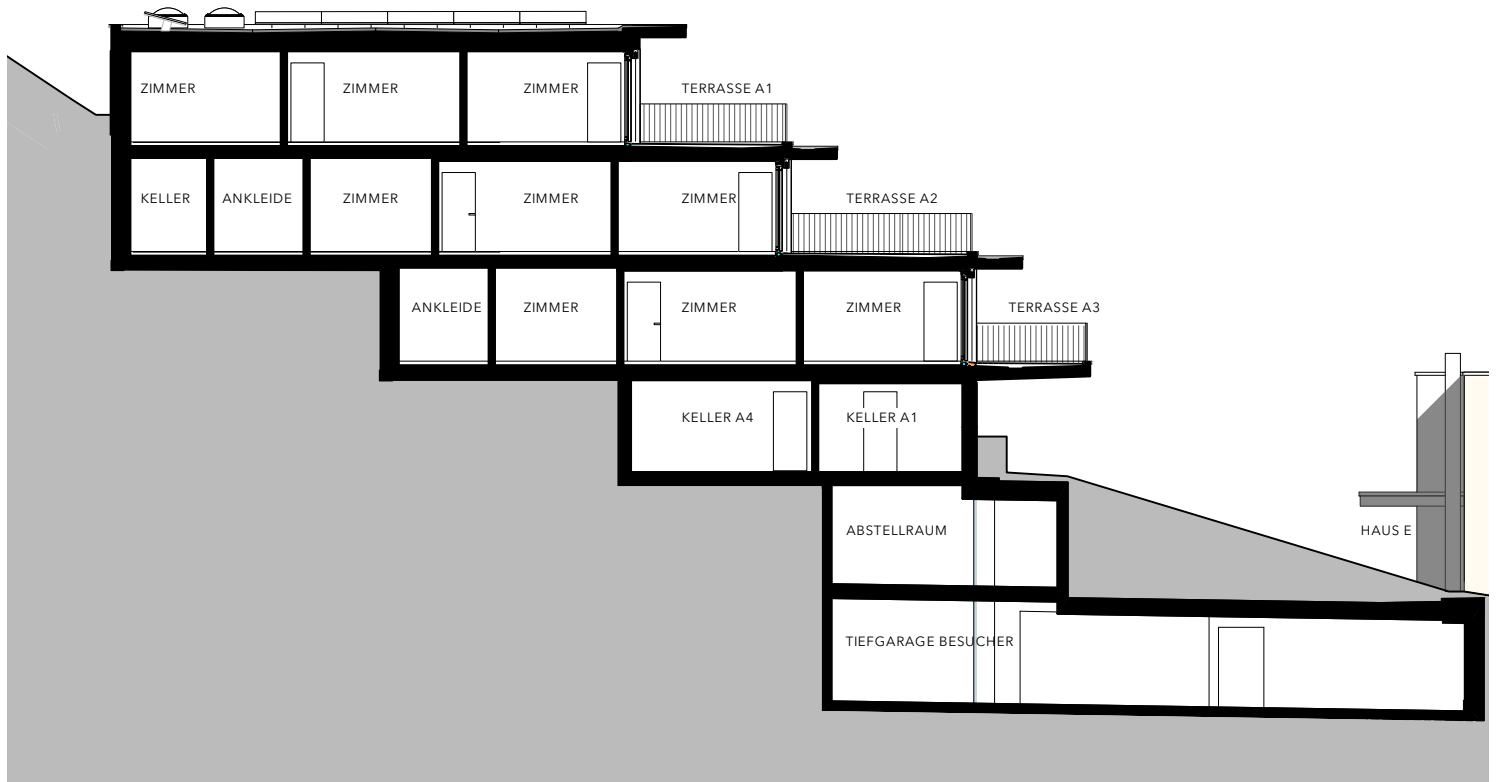 ZIMMER ZIMMER ZIMMER TERRASSE A1
KELLER ANKLEIDE ZIMMER ZIMMER ZIMMER TERRASSE A2
ANKLEIDE ZIMMER ZIMMER ZIMMER TERRASSE A3
KELLER A4 KELLER A1
ABSTELLRAUM HAUS E
TIEFGARAGE BESUCHER